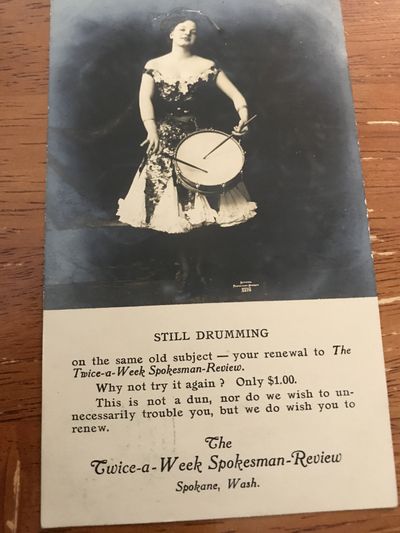 STILL DRUMMING
on the same old subject — your renewal to The
Twice-a-Week Spokesman-Review.
Why not try it again? Only $1.00.
This is not a dun, nor do we wish to un-
necessarily trouble you, but we do wish you to
renew.
The
Twice-a-Week Spokesman-Review
Spokane, Wash.